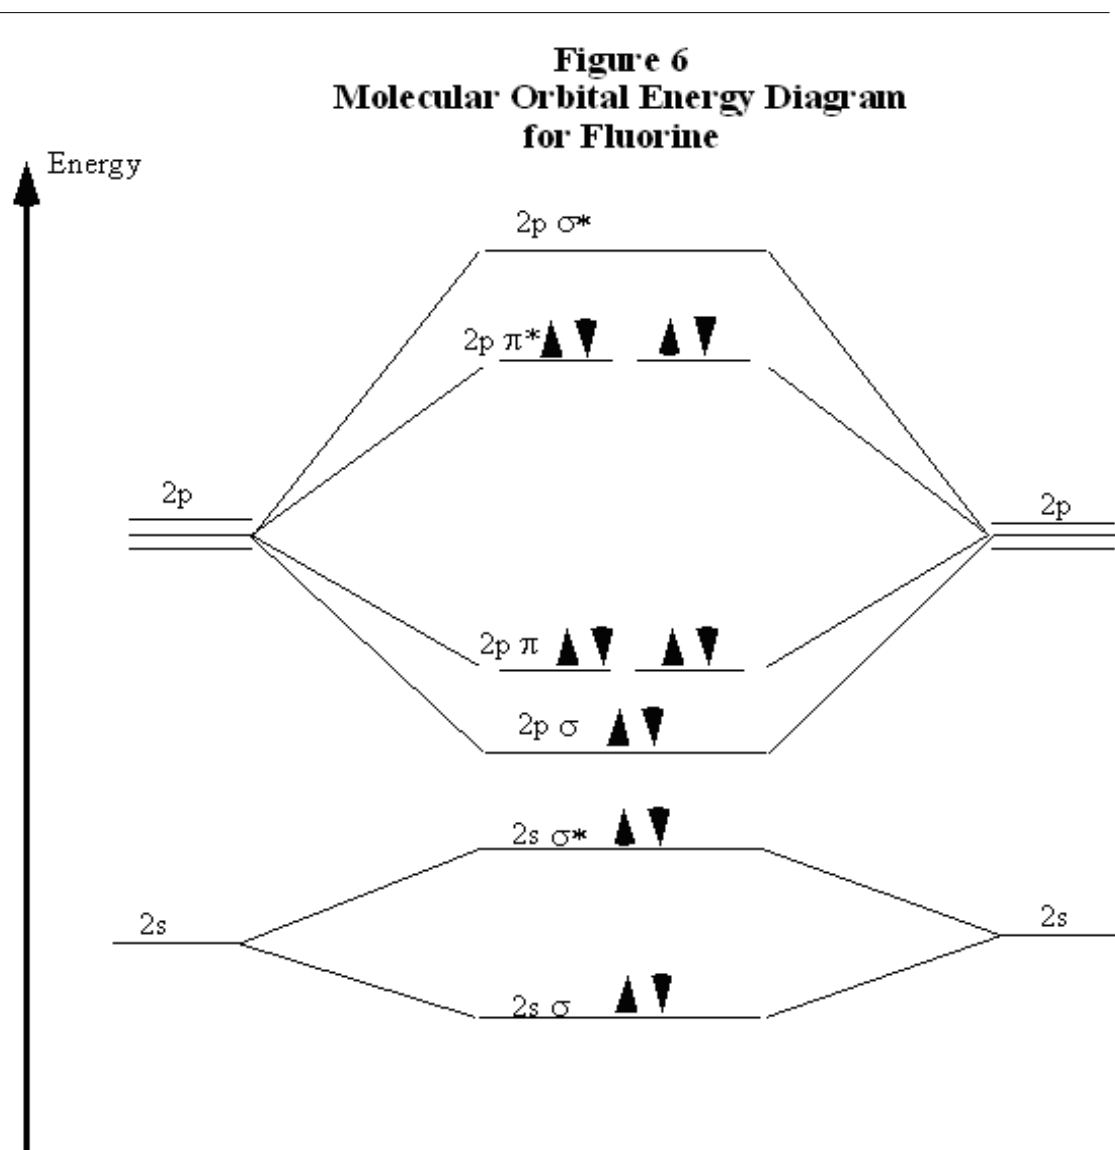 Figure 6
Molecular Orbital Energy Diagram
for Fluorine
Energy
2p σ*
2p π*
2p
2p
2p π
2p σ
2s σ*
2s
2s
2s σ